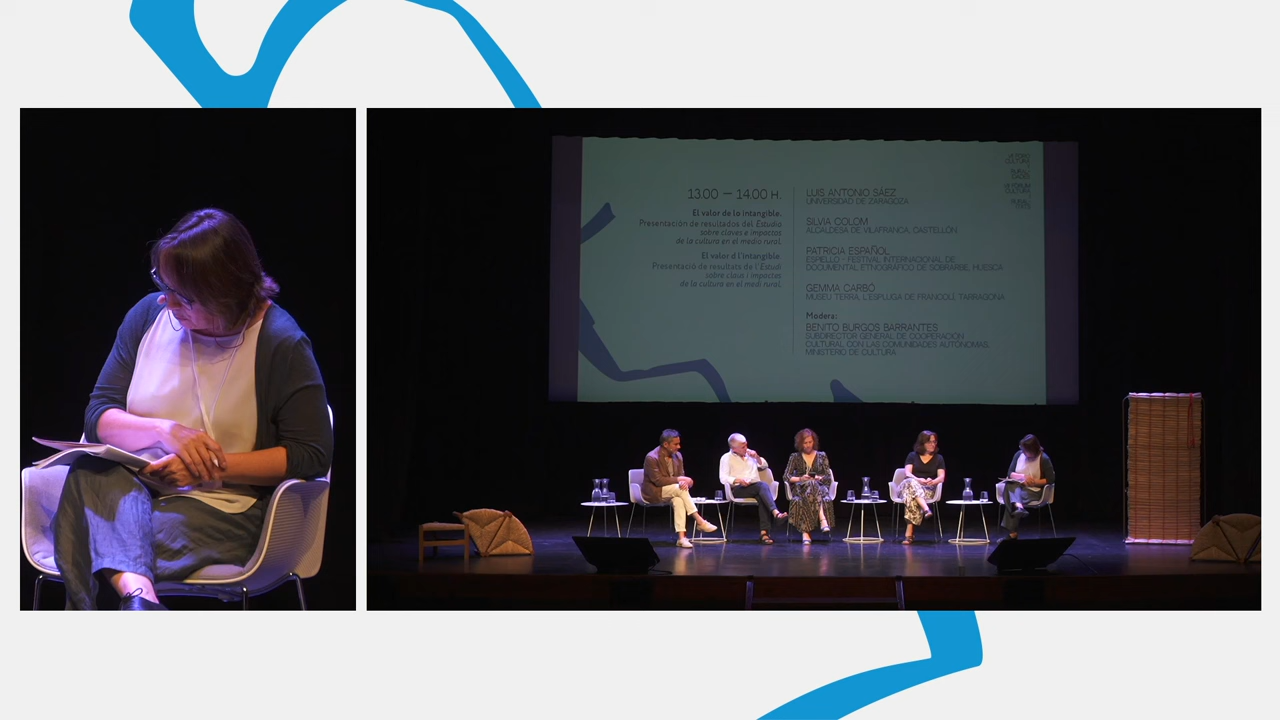 13.00 — 14.00 H.
El valor de lo intangible.
Presentación de resultados del Estudio
sobre claves e impactos
de la cultura en el medio rural.
El valor d l'Intangible.
Presentació de resultats de l'Estudi
sobre claus i impactes
de la cultura en el medi rural.
LUIS ANTONIO SÁEZ
UNIVERSIDAD DE ZARAGOZA
SILVIA COLOM
ALCALDESA DE VILAFRANCA, CASTELLÓN
PATRICIA ESPAÑOL
ESPIELLO - FESTIVAL INTERNACIONAL DE
DOCUMENTAL ETNOGRÁFICO DE SOBRARBE, HUESCA
GEMMA CARBÓ
MUSEU TERRA, L'ESPLUGA DE FRANCOLÍ, TARRAGONA
Modera:
BENITO BURGOS BARRANTES
SUBDIRECTOR GENERAL DE COOPERACIÓN
CULTURAL CON LAS COMUNIDADES AUTÓNOMAS,
MINISTERIO DE CULTURA